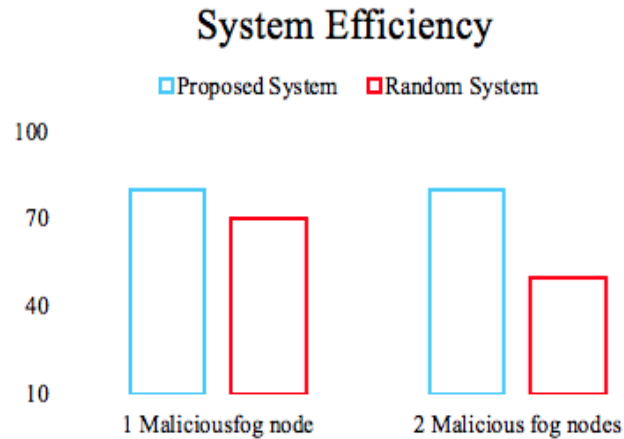 System Efficiency
Proposed System Random System
100
70
40
10
1 Maliciousfog node 2 Malicious fog nodes